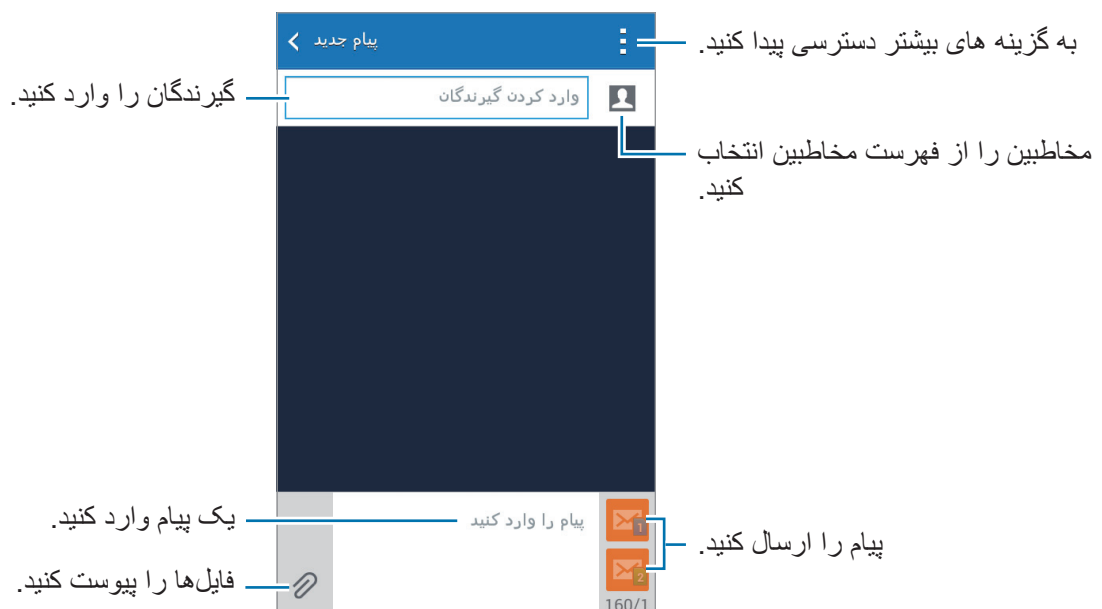 پیام جدید
به گزینه های بیشتر دسترسی پیدا کنید.
وارد کردن گیرندگان
گیرندگان را وارد کنید.
مخاطبین را از فهرست مخاطبین انتخاب
کنید.
پیام را وارد کنید
یک پیام وارد کنید.
1
پیام را ارسال کنید.
2
فایل‌ها را پیوست کنید.
160/1